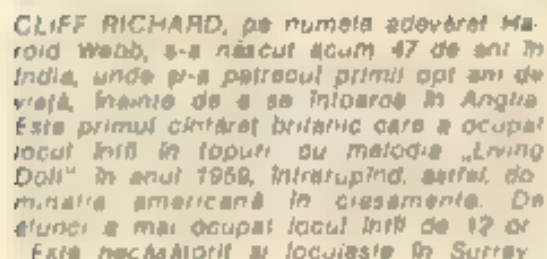 CLIFF RICHARD, pe numele adevărat Ha-
rold Webb, s-a născut acum 47 de ani în
India, unde și-a petrecut primii opt ani de
viață, înainte de a se întoarce în Anglia
Este primul cîntăreț britanic care a ocupat
locul întîi în topuri cu melodia „Living
Doll“ în anul 1959, întrerupînd, astfel, do-
minația americană în clasamente. De
atunci a mai ocupat locul întîi de 12 or
Este necăsătorit și locuiește în Surrey